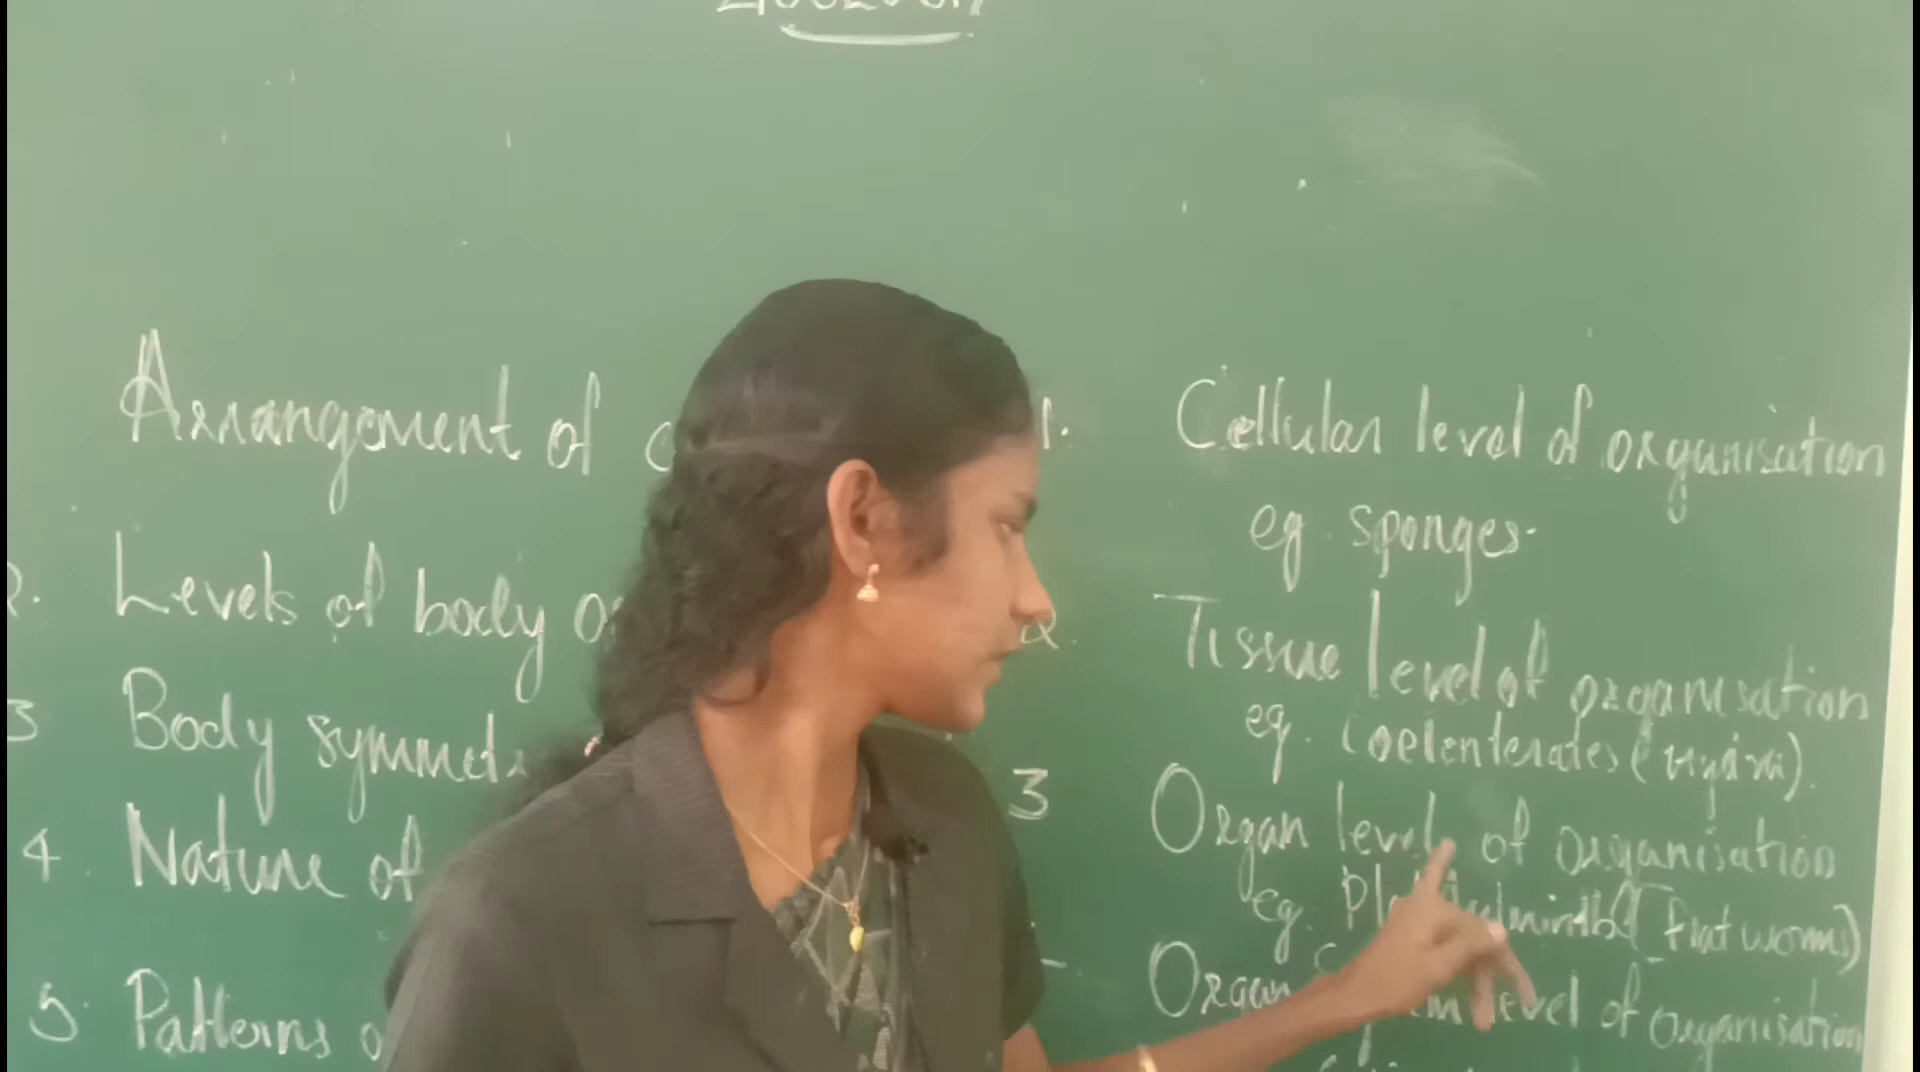 Arrangement of
2. Levels of body
3 Body
4. Nature of
5. Patterns
1. Cellular level of organisation
eg. sponges.
2. Tissue level of organisation
eg. Coelenterates (Hydra).
3 Organ level of organisation
eg. (Flat worms)
Organ level of organisation